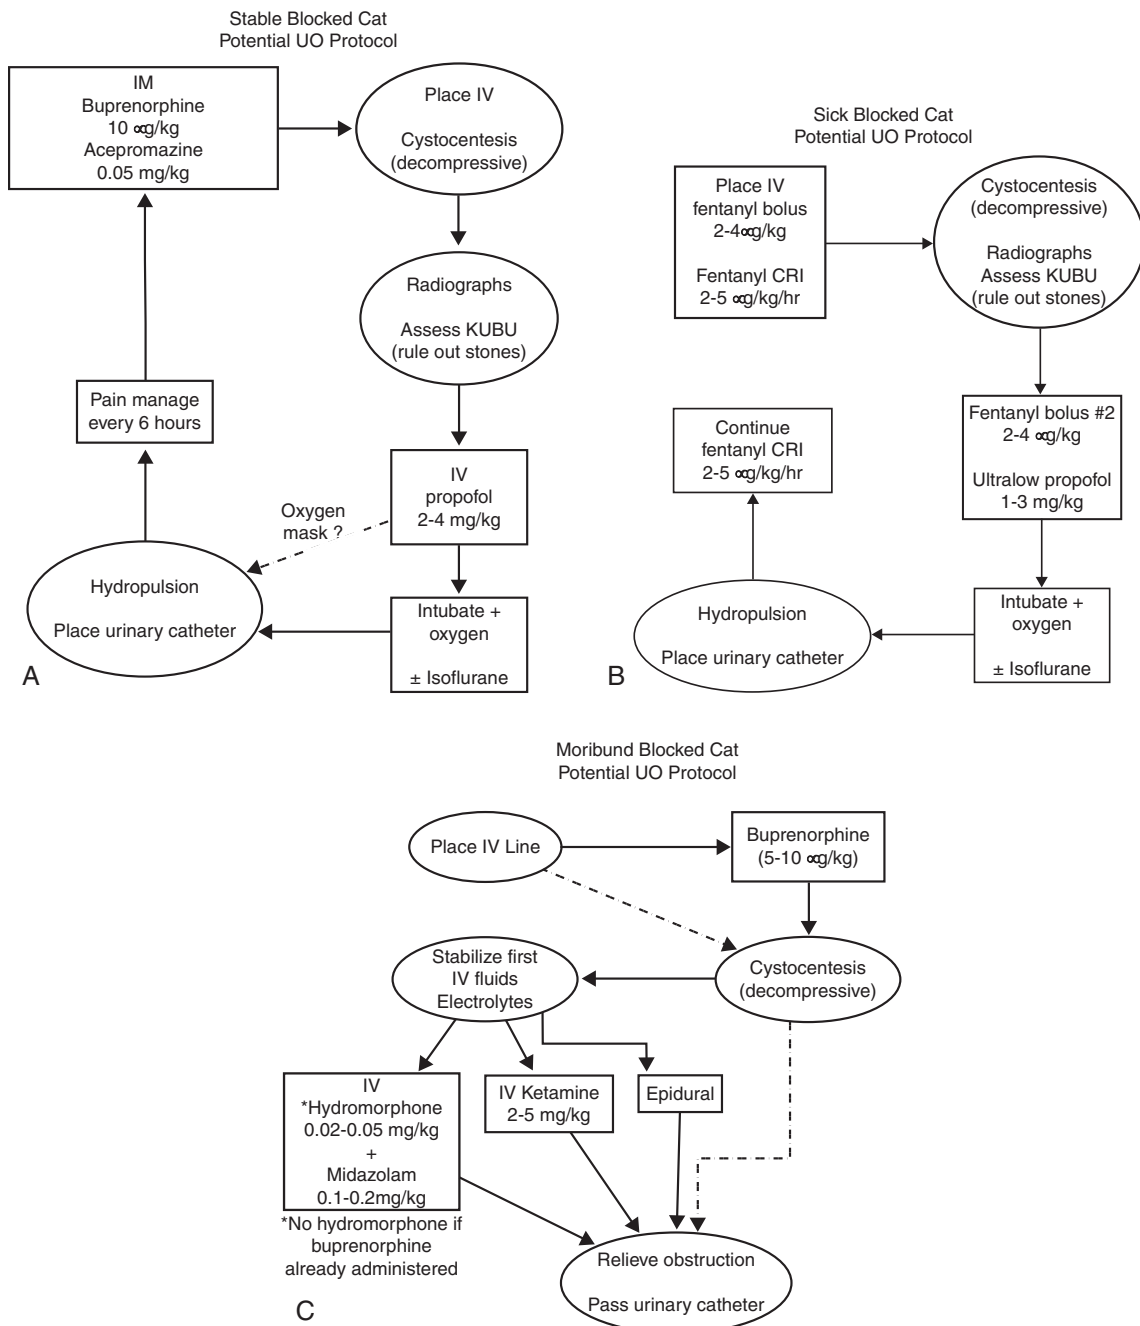 Stable Blocked Cat
Potential UO Protocol
IM
Buprenorphine
10 ∝g/kg
Acepromazine
0.05 mg/kg
Place IV
Cystocentesis
(decompressive)
Radiographs
Assess KUBU
(rule out stones)
IV
propofol
2-4 mg/kg
Oxygen
mask ?
Intubate +
oxygen
± Isoflurane
Hydropulsion
Place urinary catheter
Pain manage
every 6 hours
A
Sick Blocked Cat
Potential UO Protocol
Place IV
fentanyl bolus
2-4∝g/kg
Fentanyl CRI
2-5 ∝g/kg/hr
Cystocentesis
(decompressive)
Radiographs
Assess KUBU
(rule out stones)
Fentanyl bolus #2
2-4 ∝g/kg
Ultralow propofol
1-3 mg/kg
Intubate +
oxygen
± Isoflurane
Hydropulsion
Place urinary catheter
Continue
fentanyl CRI
2-5 ∝g/kg/hr
B
Moribund Blocked Cat
Potential UO Protocol
Place IV Line
Buprenorphine
(5-10 ∝g/kg)
Cystocentesis
(decompressive)
Stabilize first
IV fluids
Electrolytes
IV
*Hydromorphone
0.02-0.05 mg/kg
+
Midazolam
0.1-0.2mg/kg
*No hydromorphone if
buprenorphine
already administered
IV Ketamine
2-5 mg/kg
Epidural
Relieve obstruction
Pass urinary catheter
C